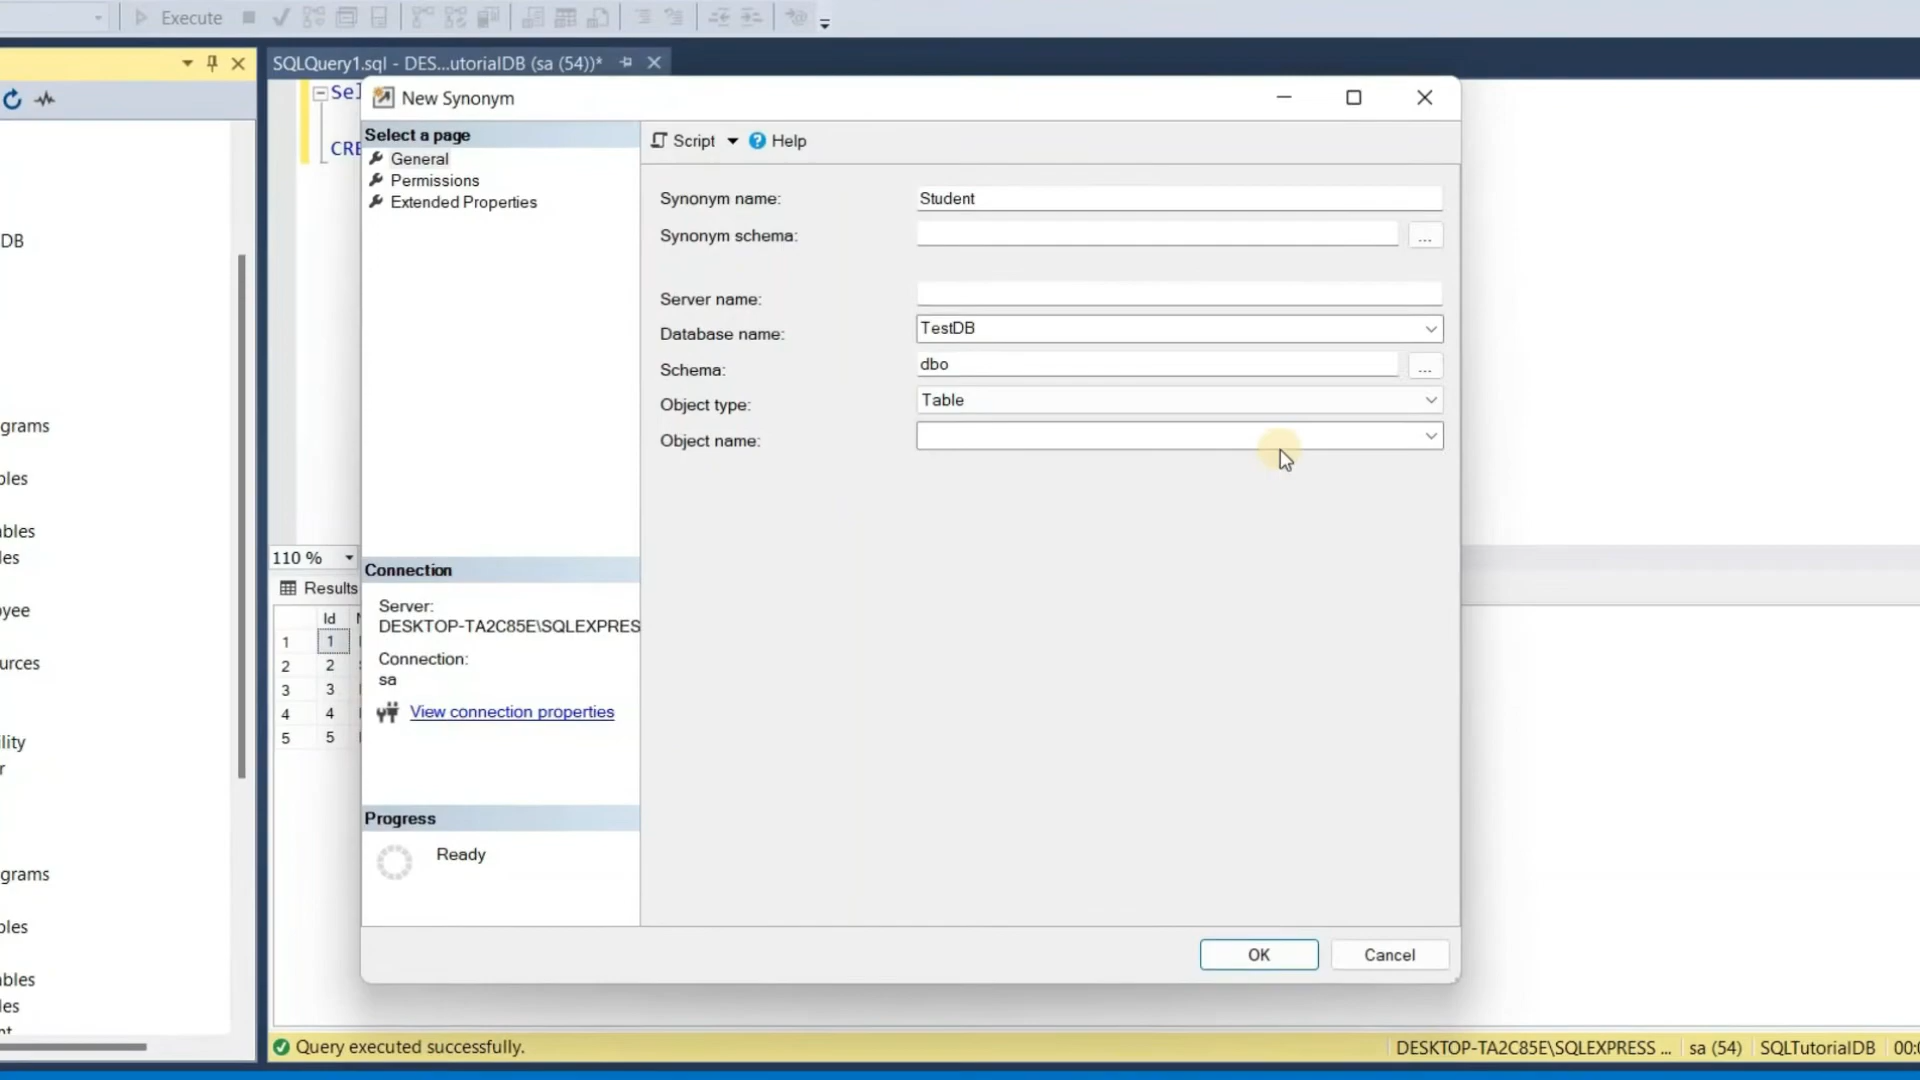 Execute
SQLQuery1.sql - DES...utorialDB (sa (54))*
Sel
CRE
DB
grams
bles
ables
les
oyee
urces
ility
r
grams
bles
ables
les
nt
New Synonym
Select a page
General
Permissions
Extended Properties
Script
Help
Synonym name:
Student
Synonym schema:
...
Server name:
Database name:
TestDB
Schema:
dbo
...
Object type:
Table
Object name:
Connection
Server:
DESKTOP-TA2C85E\SQLEXPRES
Connection:
sa
View connection properties
Progress
Ready
OK
Cancel
110 %
Results
Id
1 1
2 2
3 3
4 4
5 5
Query executed successfully.
DESKTOP-TA2C85E\SQLEXPRESS ...
sa (54)
SQLTutorialDB
00:0